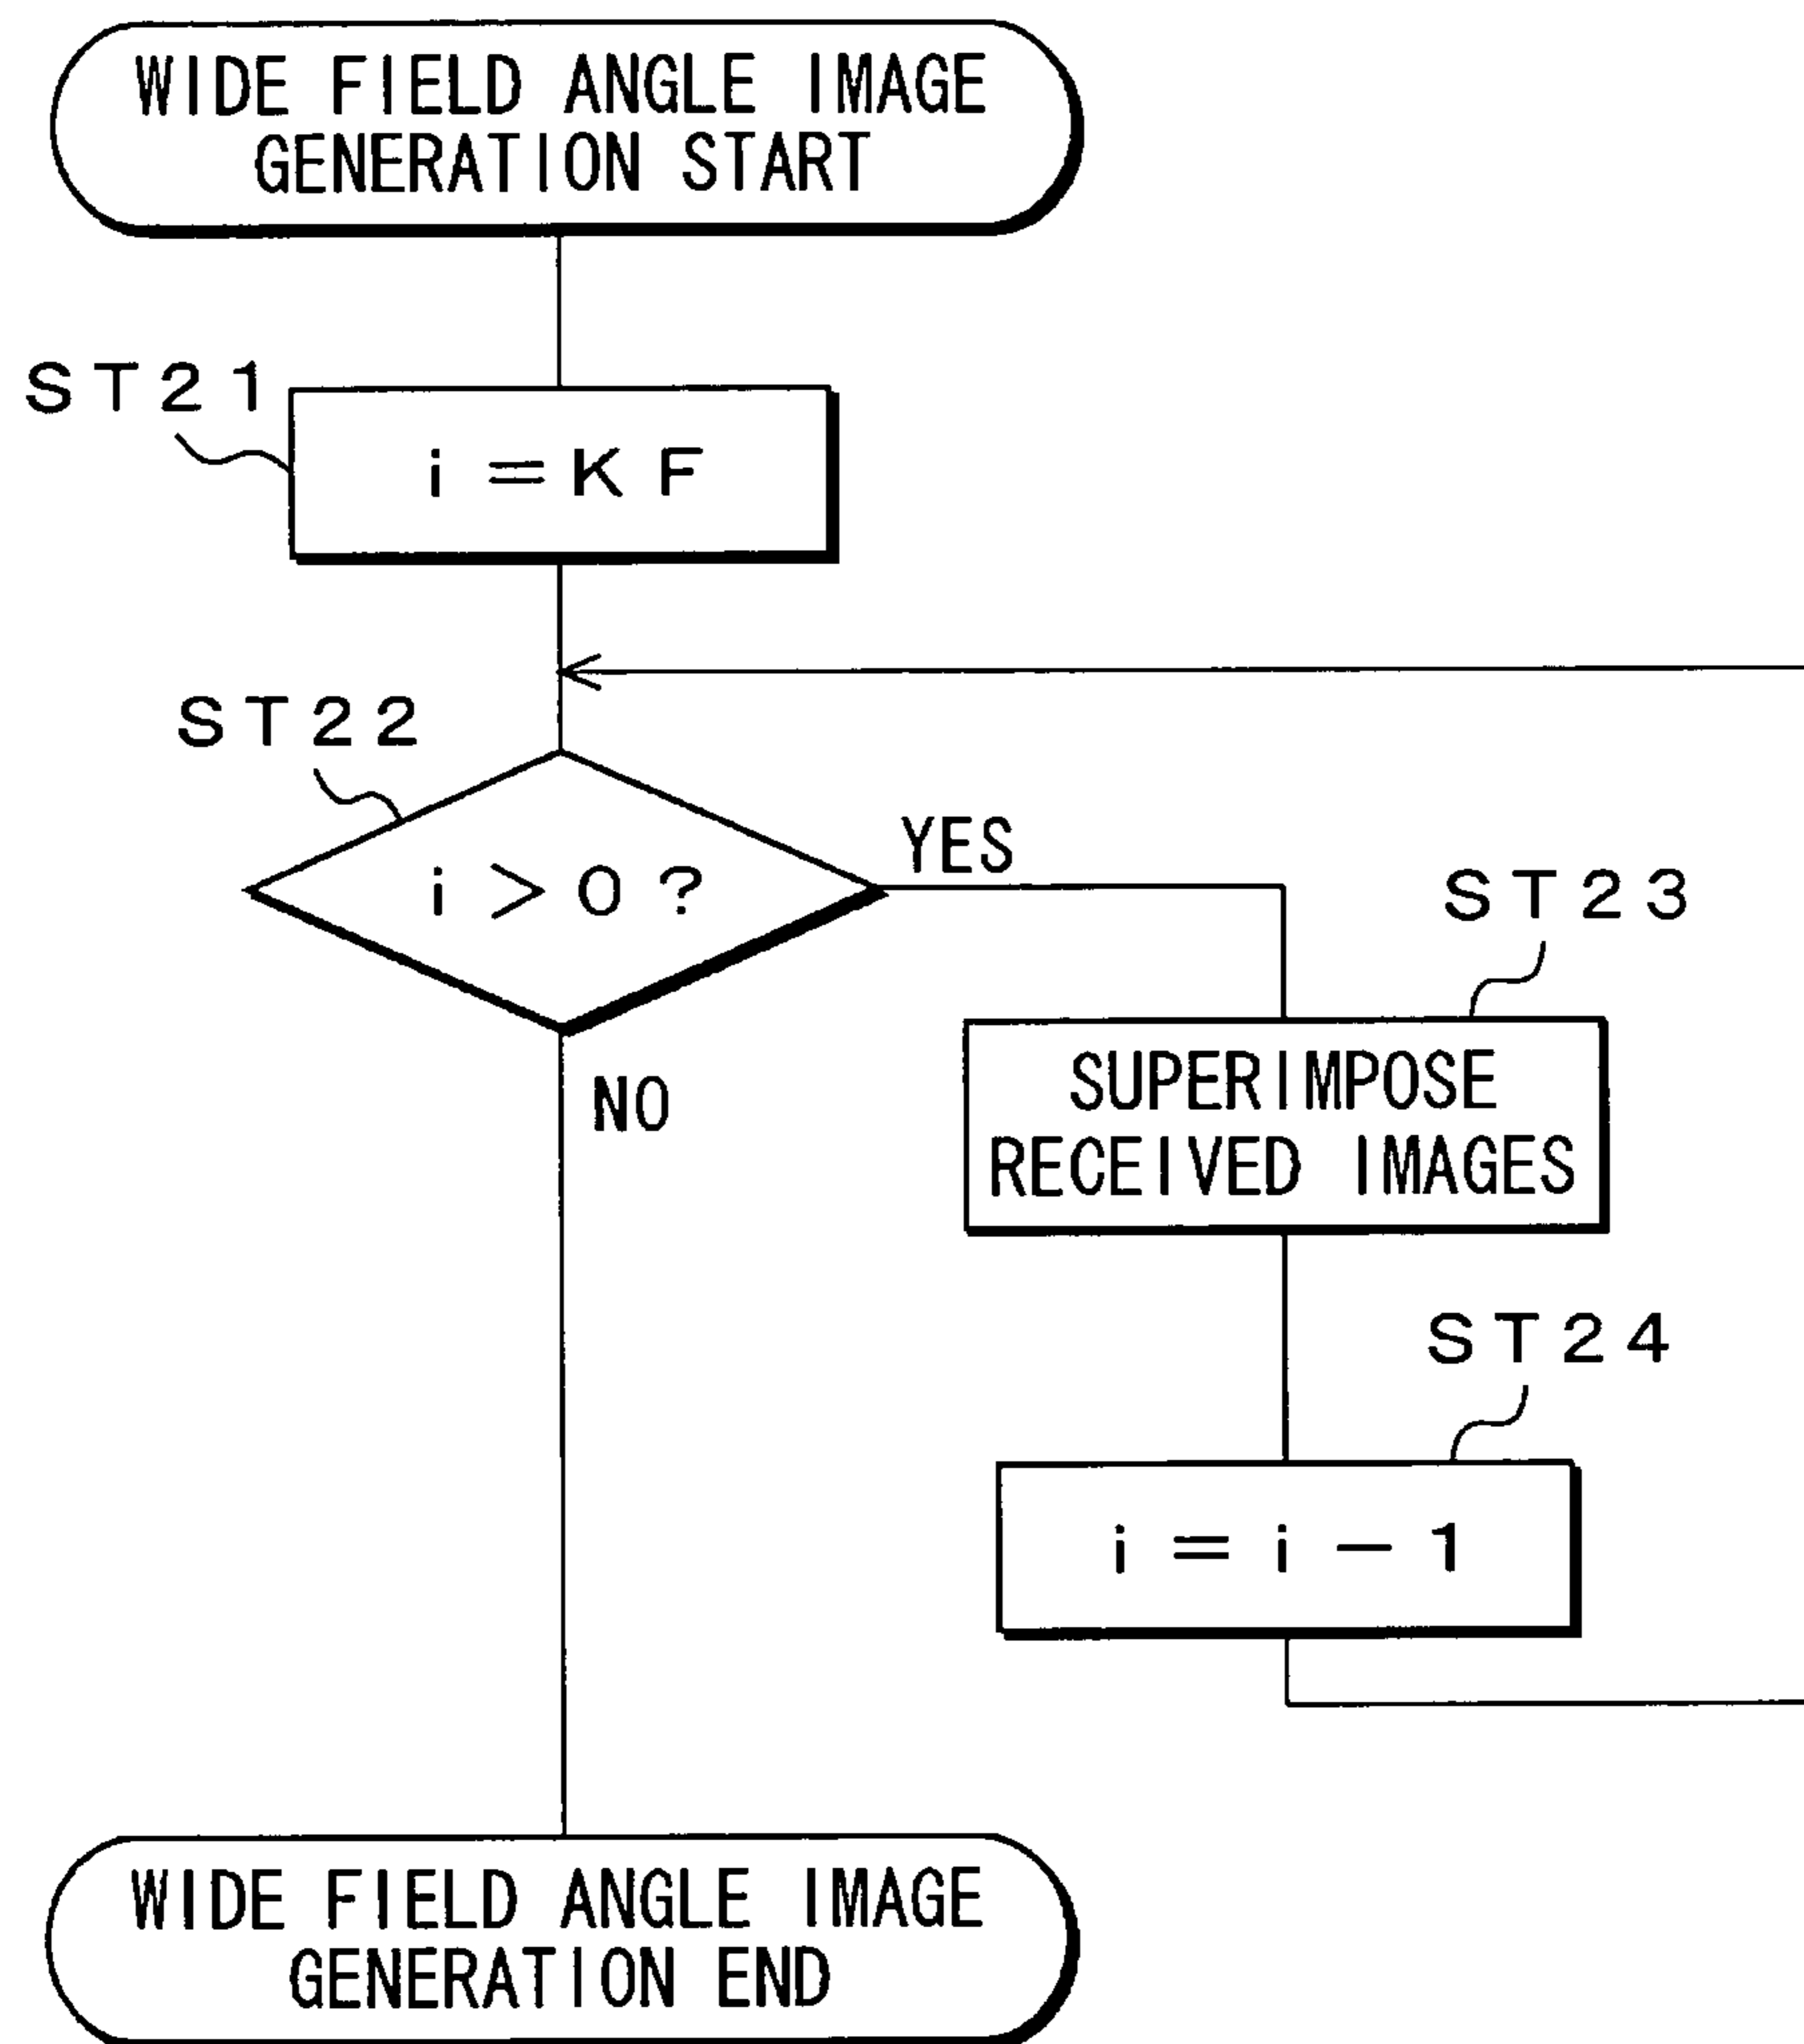 WIDE FIELD ANGLE IMAGE
GENERATION START
ST21
i=KF
ST22
i>0?
YES
ST23
SUPERIMPOSE
RECEIVED IMAGES
NO
ST24
i=i-1
WIDE FIELD ANGLE IMAGE
GENERATION END